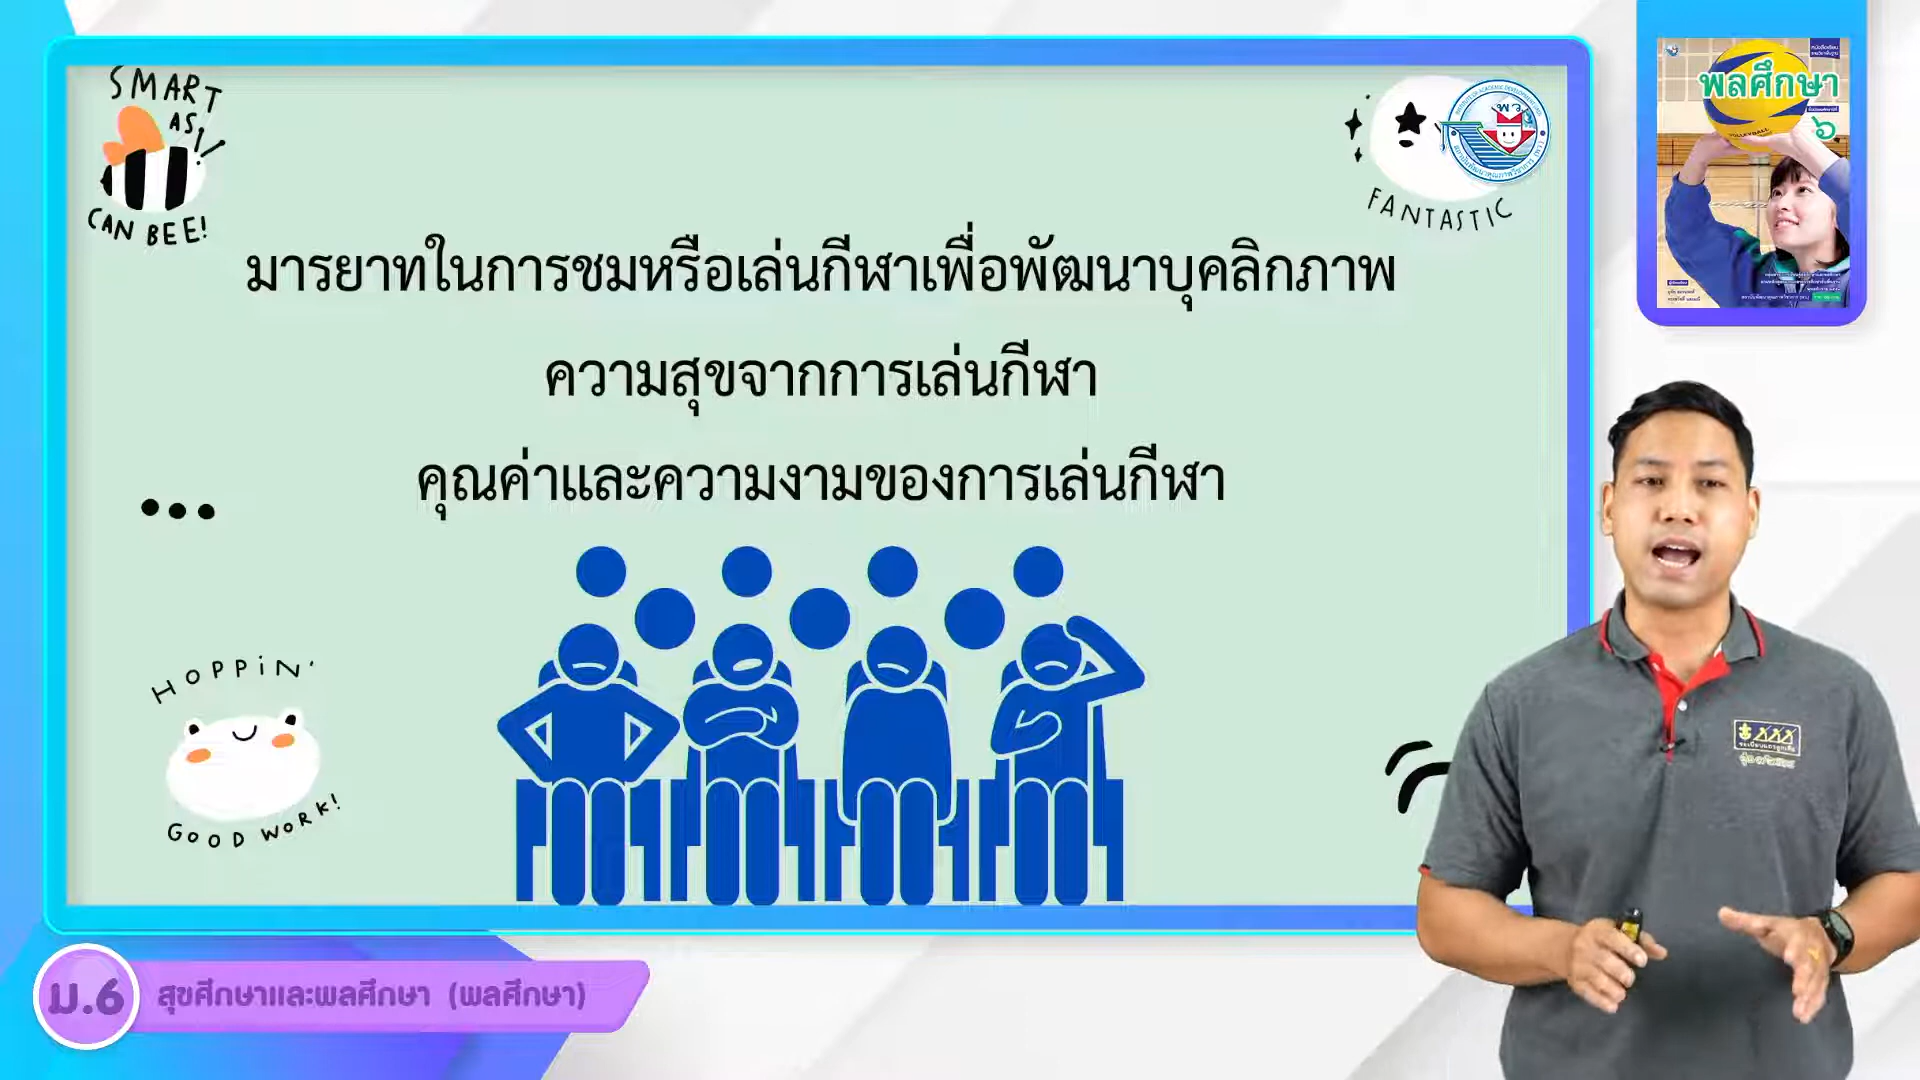 SMART
AS
CAN BEE!
FANTASTIC
พว
มารยาทในการชมหรือเล่นกีฬาเพื่อพัฒนาบุคลิกภาพ
ความสุขจากการเล่นกีฬา
คุณค่าและความงามของการเล่นกีฬา
HOPPiN'
GOOD WORK!
พลศึกษา
๖
VOLLEYBALL
ม.6
สุขศึกษาและพลศึกษา (พลศึกษา)